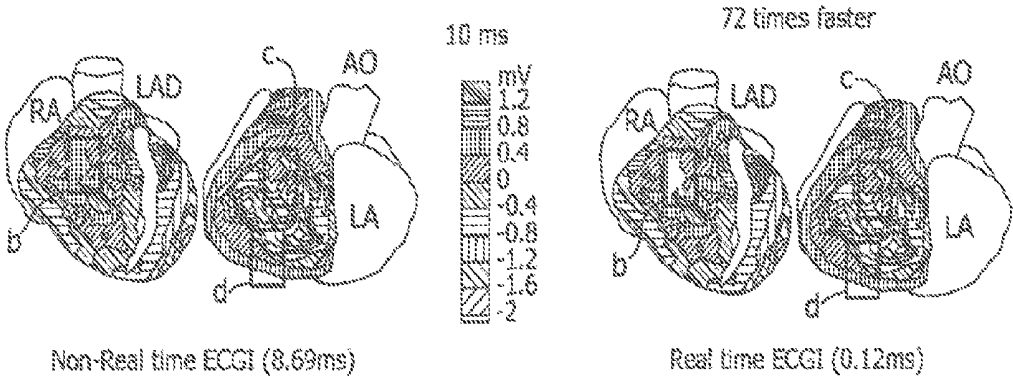 72 times faster
10 ms
c
AO
LAD
RA
mV
1.2
0.8
0.4
0
-0.4
-0.8
-1.2
-1.6
-2
LA
b
d
c
AO
LAD
RA
LA
b
d
Non-Real time ECGI (8.69ms)
Real time ECGI (0.12ms)